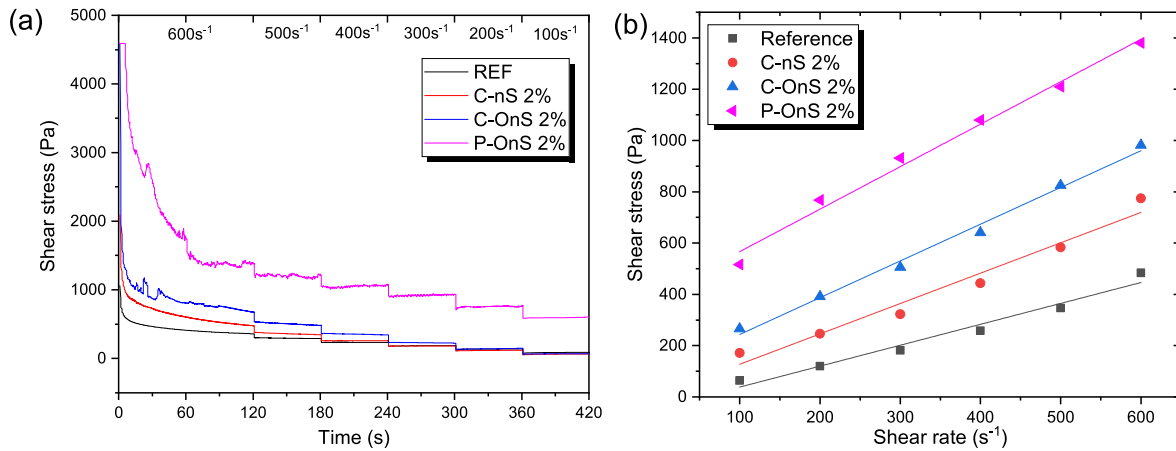 (a)
600s⁻¹ 500s⁻¹ 400s⁻¹ 300s⁻¹ 200s⁻¹ 100s⁻¹
REF
C-nS 2%
C-OnS 2%
P-OnS 2%
5000
4000
3000
2000
1000
0
Shear stress (Pa)
0 60 120 180 240 300 360 420
Time (s)
(b)
Reference
C-nS 2%
C-OnS 2%
P-OnS 2%
1400
1200
1000
800
600
400
200
0
Shear stress (Pa)
100 200 300 400 500 600
Shear rate (s⁻¹)